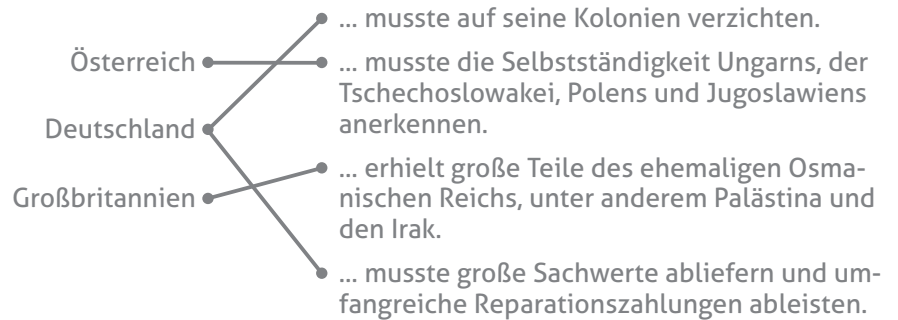 ... musste auf seine Kolonien verzichten.
Österreich
... musste die Selbstständigkeit Ungarns, der
Tschechoslowakei, Polens und Jugoslawiens
anerkennen.
Deutschland
... erhielt große Teile des ehemaligen Osma-
nischen Reichs, unter anderem Palästina und
den Irak.
Großbritannien
... musste große Sachwerte abliefern und um-
fangreiche Reparationszahlungen ableisten.